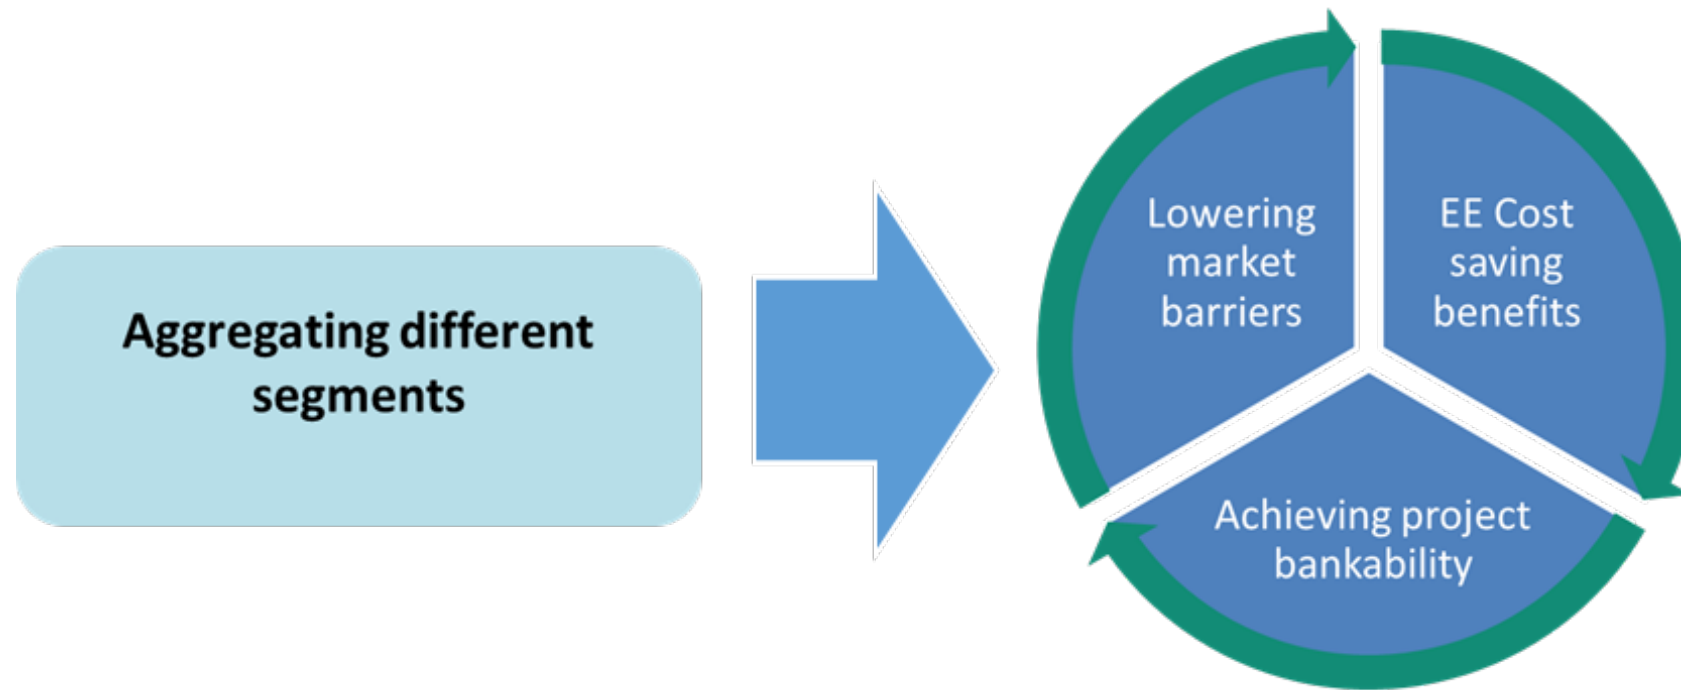 Aggregating different
segments
Lowering
market
barriers
EE Cost
saving
benefits
Achieving project
bankability